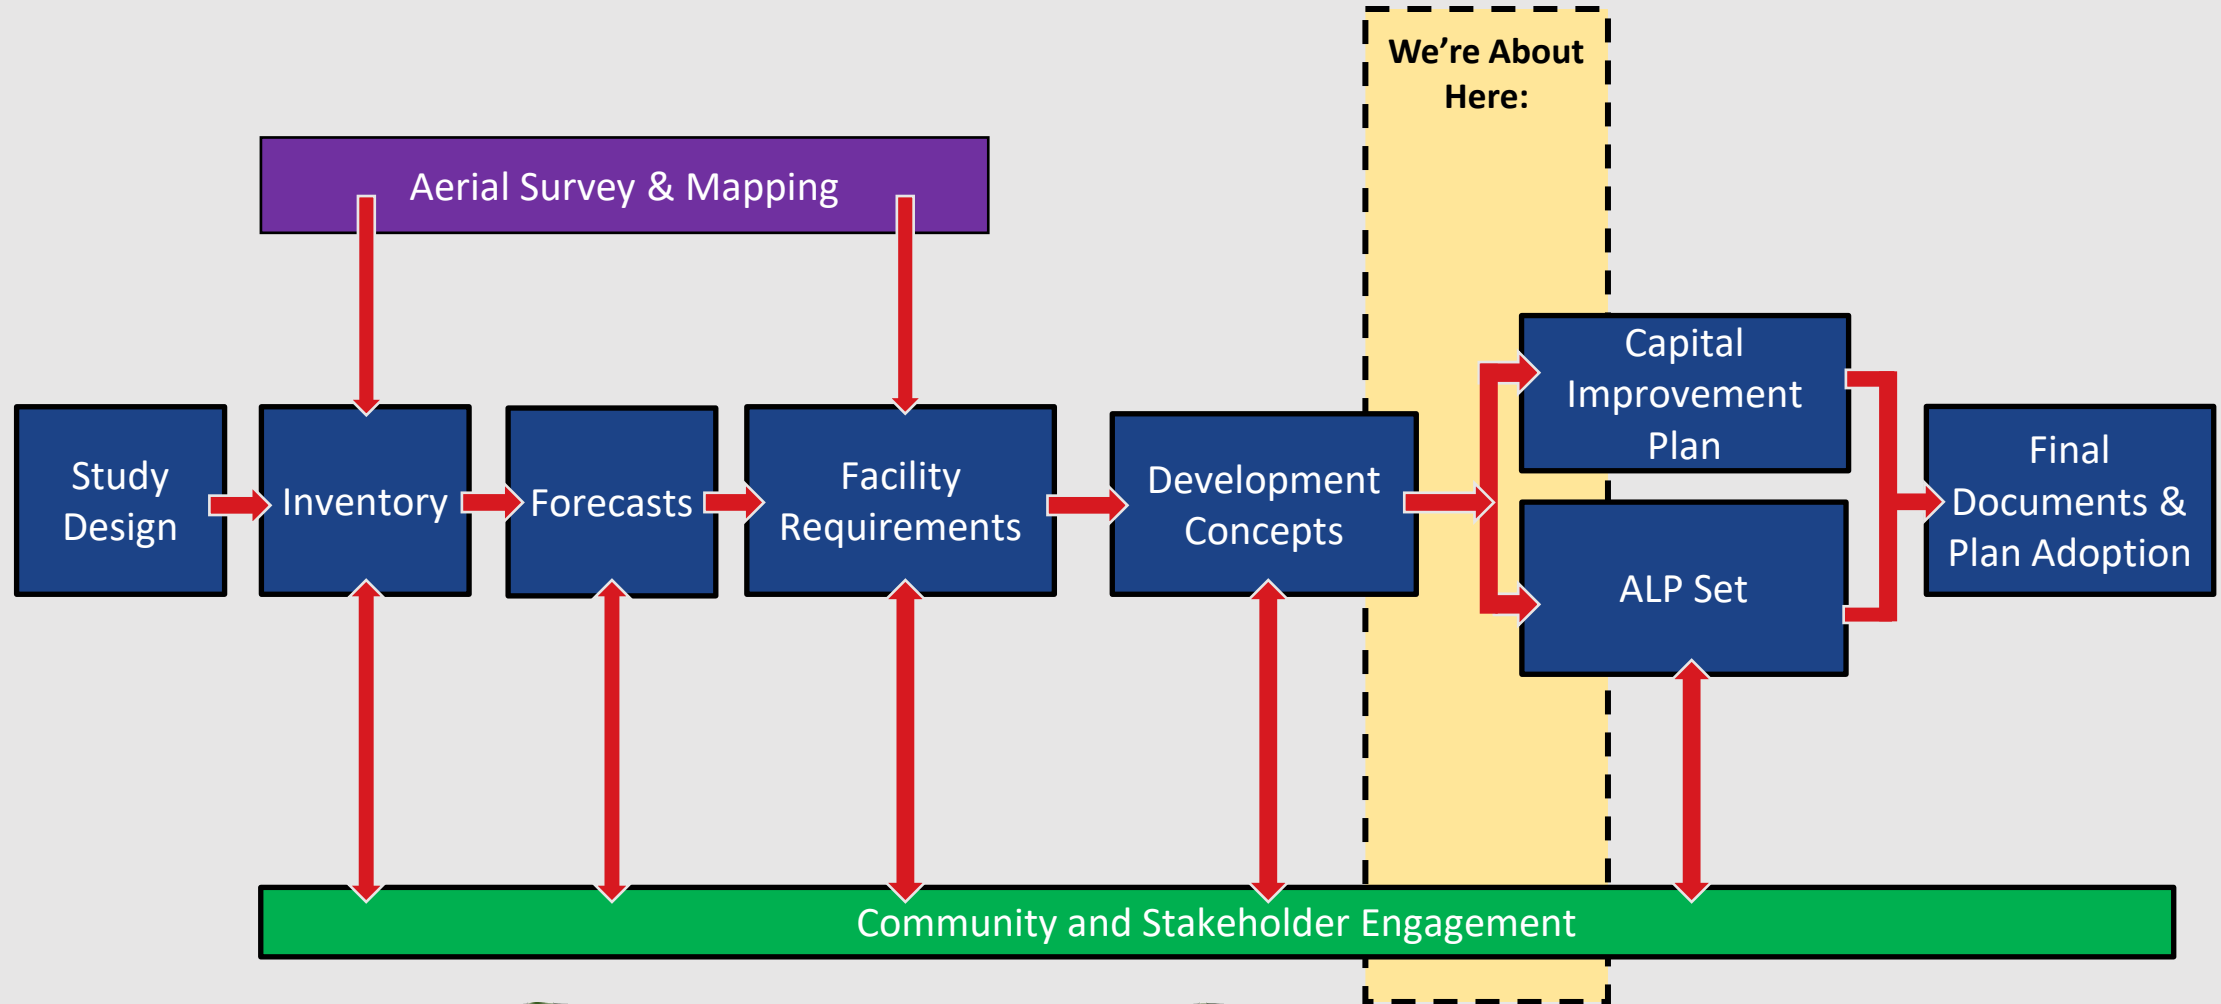 We’re About
Here:
Aerial Survey & Mapping
Study
Design
Inventory
Forecasts
Facility
Requirements
Development
Concepts
Capital
Improvement
Plan
ALP Set
Final
Documents &
Plan Adoption
Community and Stakeholder Engagement